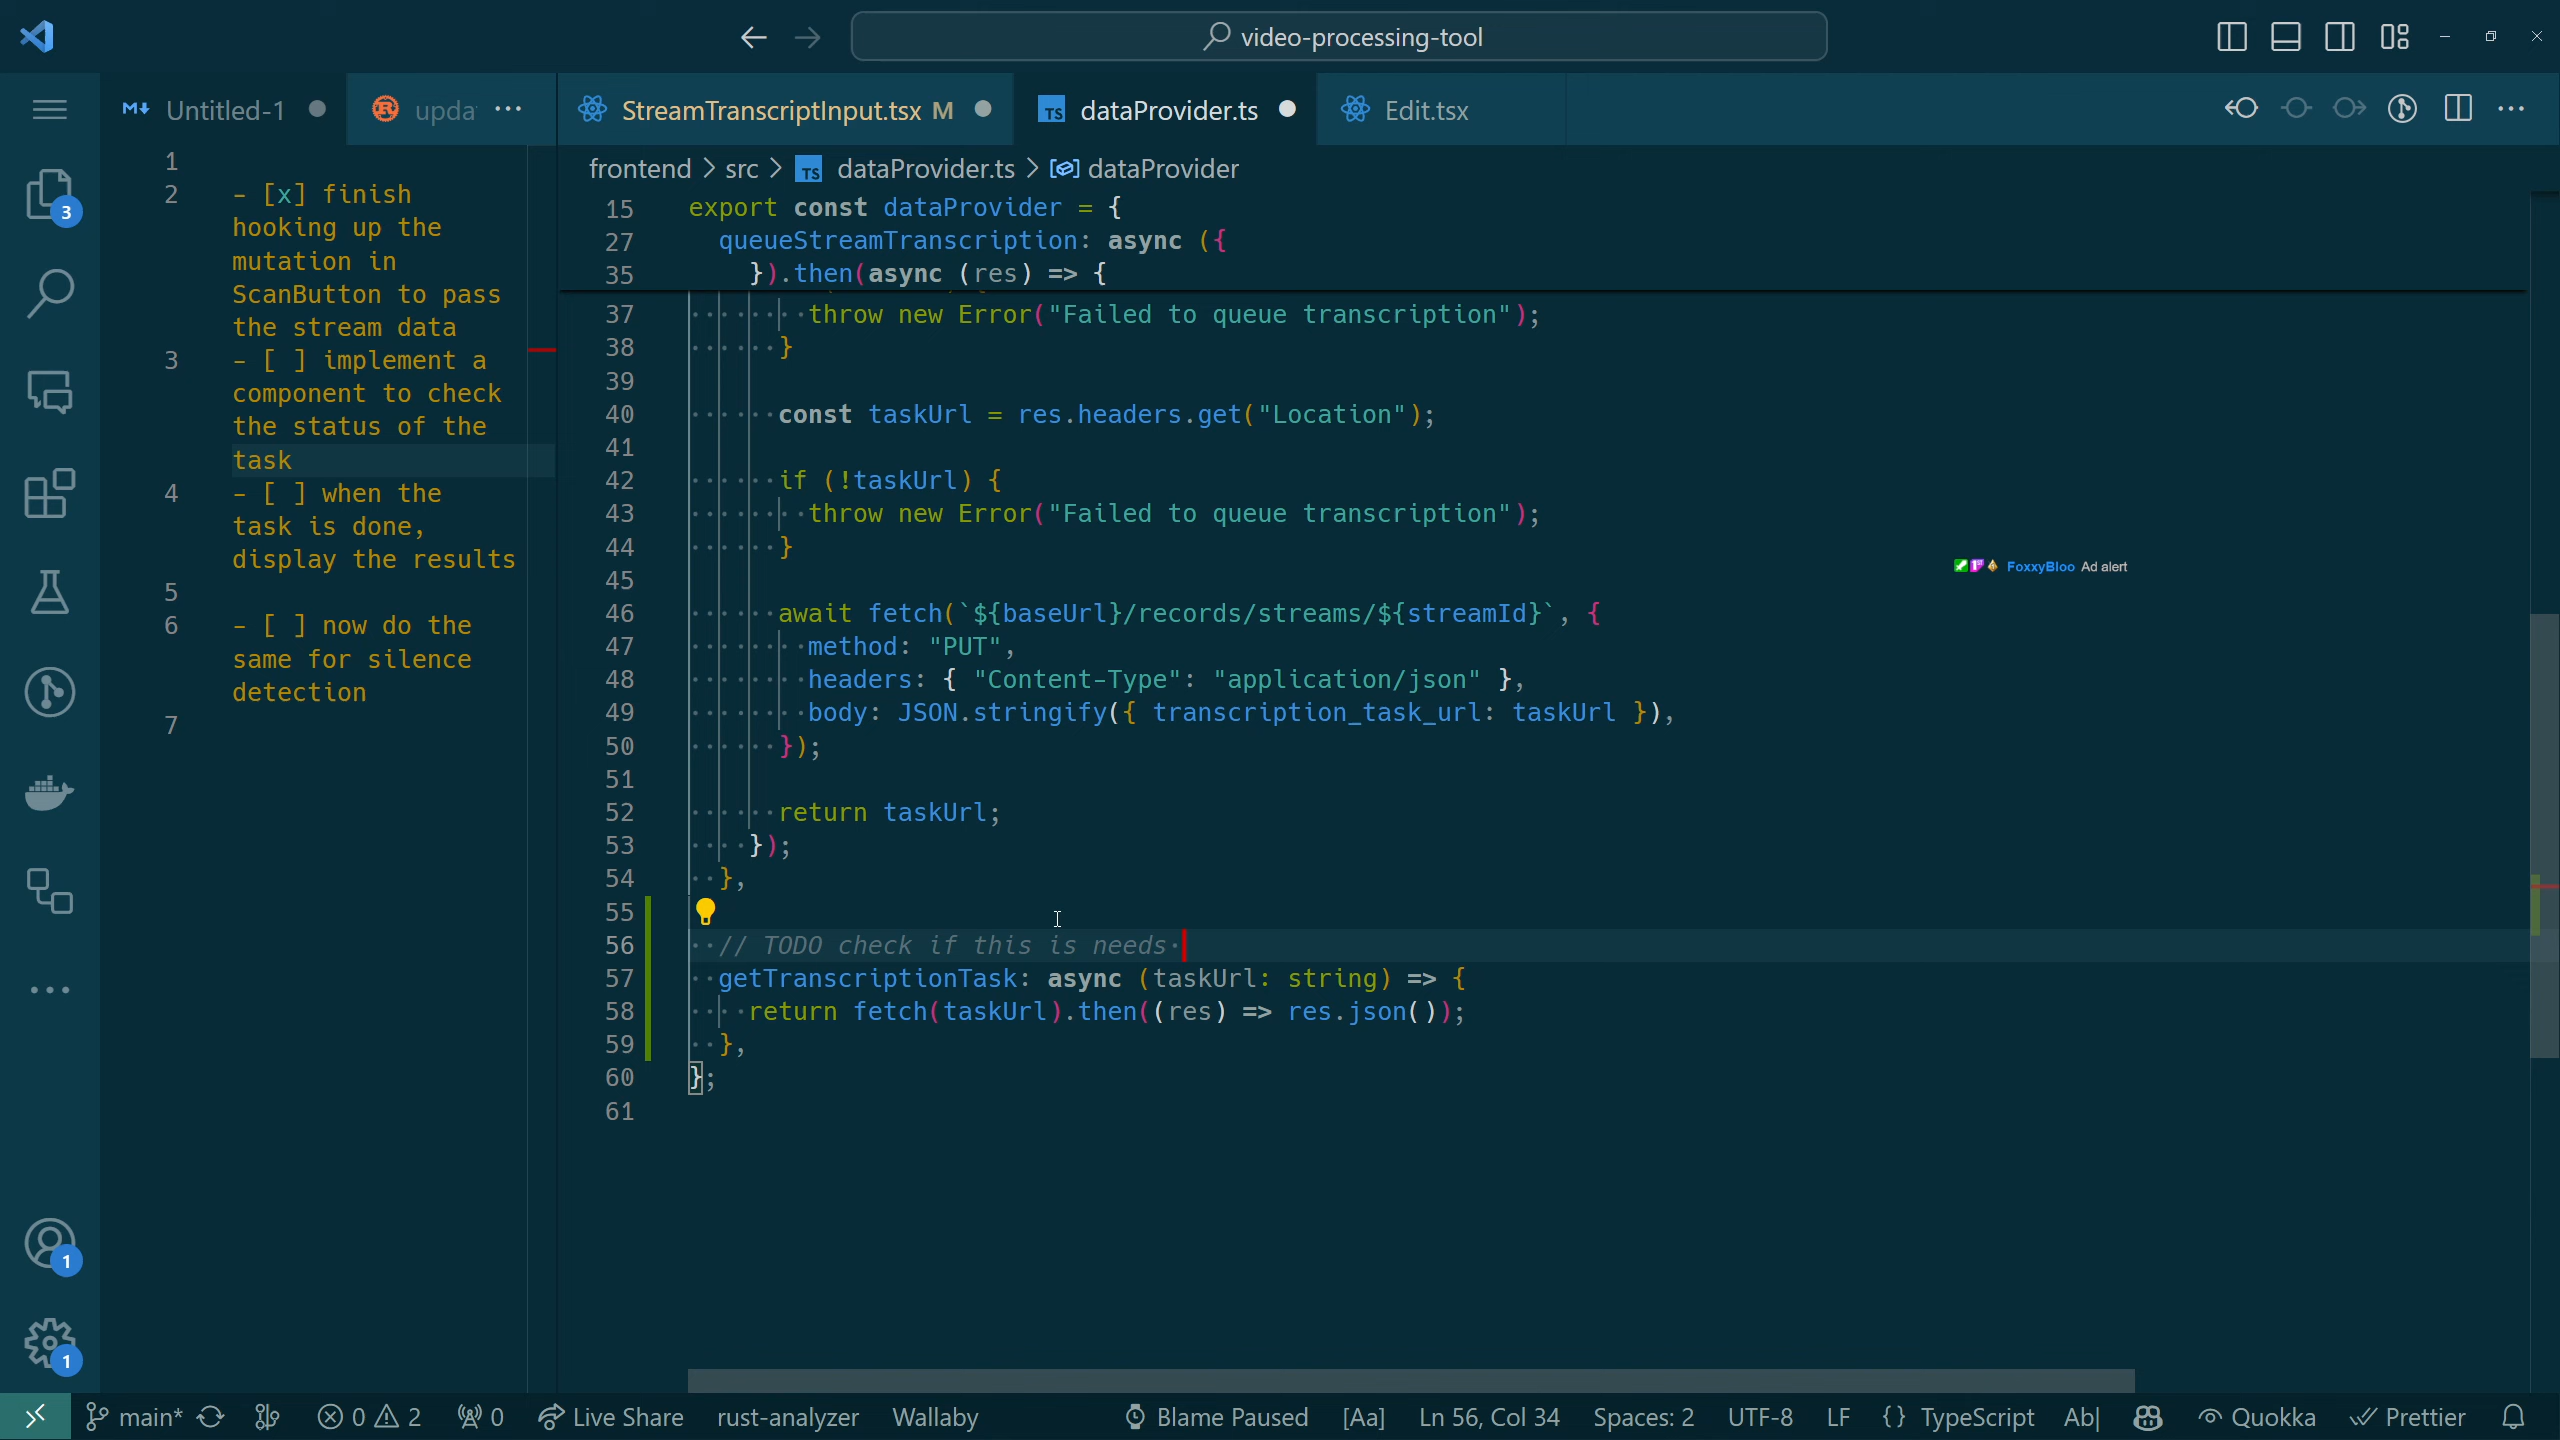 video-processing-tool
Untitled-1
upda ···
StreamTranscriptInput.tsx M
TS dataProvider.ts
Edit.tsx
frontend > src > TS dataProvider.ts > dataProvider
1
2 - [x] finish
hooking up the
mutation in
ScanButton to pass
the stream data
3 - [ ] implement a
component to check
the status of the
task
4 - [ ] when the
task is done,
display the results
5
6 - [ ] now do the
same for silence
detection
7
15 export const dataProvider = {
27 queueStreamTranscription: async ({
35 }).then(async (res) => {
37 throw new Error("Failed to queue transcription");
38 }
39
40 const taskUrl = res.headers.get("Location");
41
42 if (!taskUrl) {
43 throw new Error("Failed to queue transcription");
44 }
45
46 await fetch(`${baseUrl}/records/streams/${streamId}`, {
47 method: "PUT",
48 headers: { "Content-Type": "application/json" },
49 body: JSON.stringify({ transcription_task_url: taskUrl }),
50 });
51
52 return taskUrl;
53 });
54 },
55
56 // TODO check if this is needs
57 getTranscriptionTask: async (taskUrl: string) => {
58 return fetch(taskUrl).then((res) => res.json());
59 },
60 };
61
FoxxyBloo Ad alert
3
1
1
main* 0 2 0 Live Share rust-analyzer Wallaby Blame Paused [Aa] Ln 56, Col 34 Spaces: 2 UTF-8 LF {} TypeScript Ab| Quokka Prettier